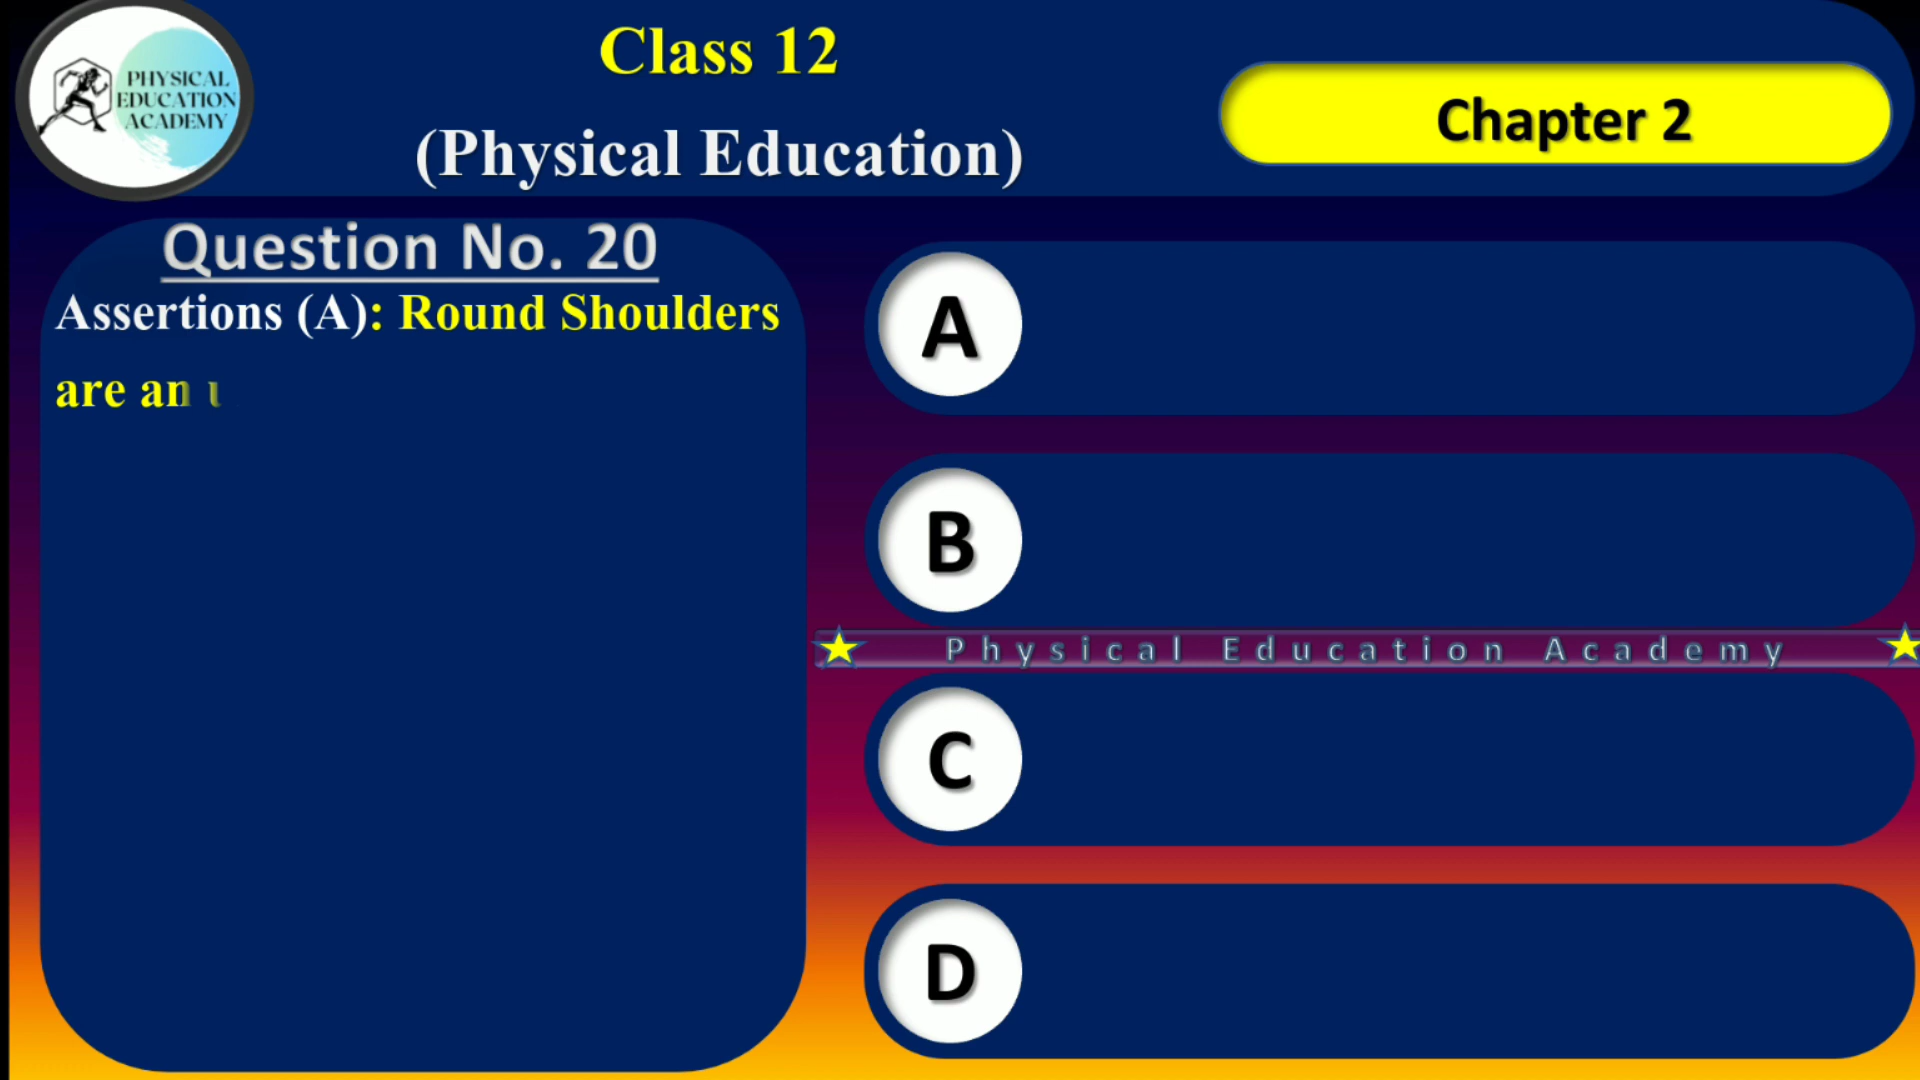 PHYSICAL
EDUCATION
ACADEMY
Class 12
(Physical Education)
Chapter 2
Question No. 20
Assertions (A): Round Shoulders
are an
A
B
Physical Education Academy
C
D